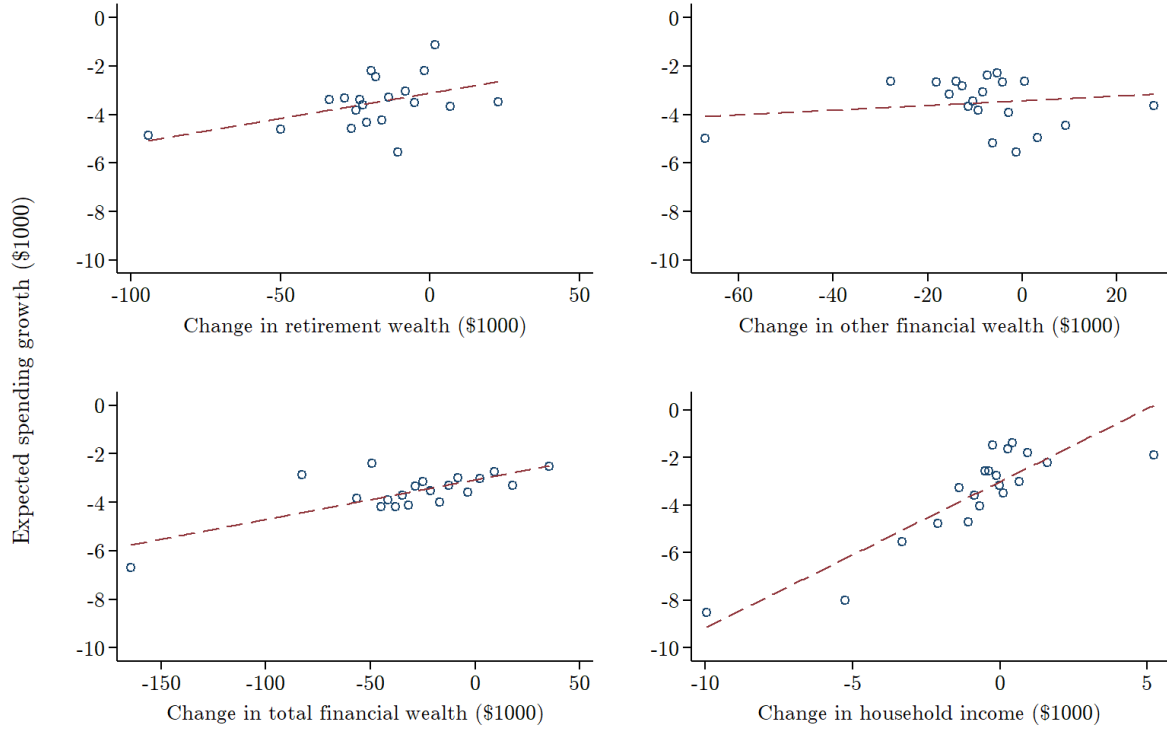 Expected spending growth ($1000)
0
-2
-4
-6
-8
-10
-100 -50 0 50
Change in retirement wealth ($1000)
0
-2
-4
-6
-8
-10
-60 -40 -20 0 20
Change in other financial wealth ($1000)
0
-2
-4
-6
-8
-10
-150 -100 -50 0 50
Change in total financial wealth ($1000)
0
-2
-4
-6
-8
-10
-10 -5 0 5
Change in household income ($1000)